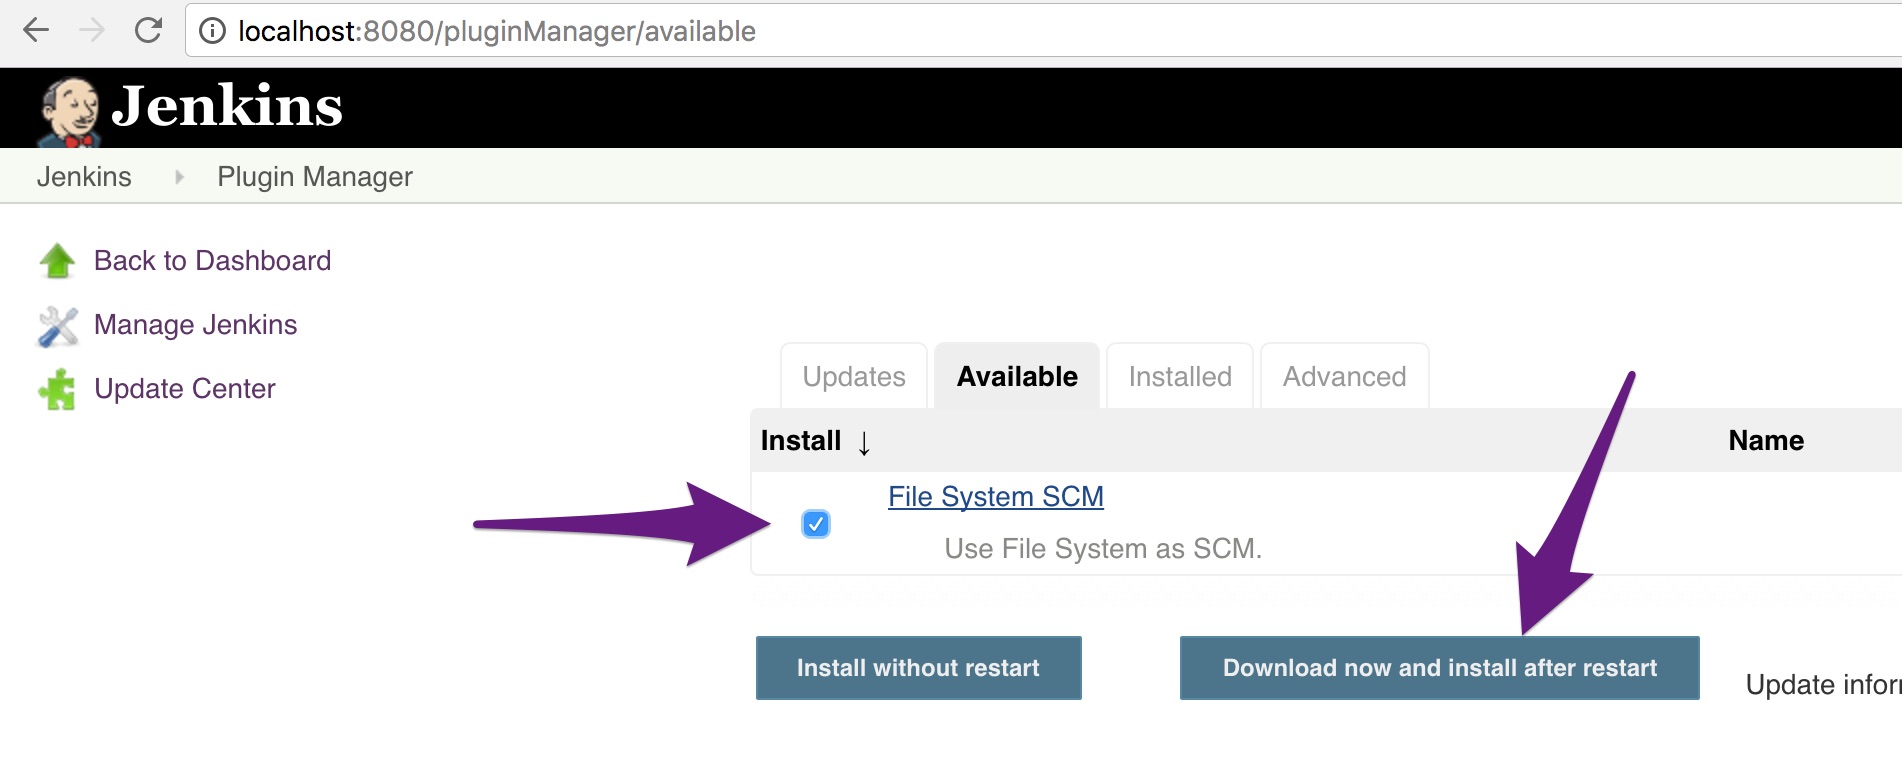 localhost:8080/pluginManager/available
Jenkins
Jenkins Plugin Manager
Back to Dashboard
Manage Jenkins
Update Center
Updates Available Installed Advanced
Install ↓ Name
File System SCM
Use File System as SCM.
Install without restart Download now and install after restart Update